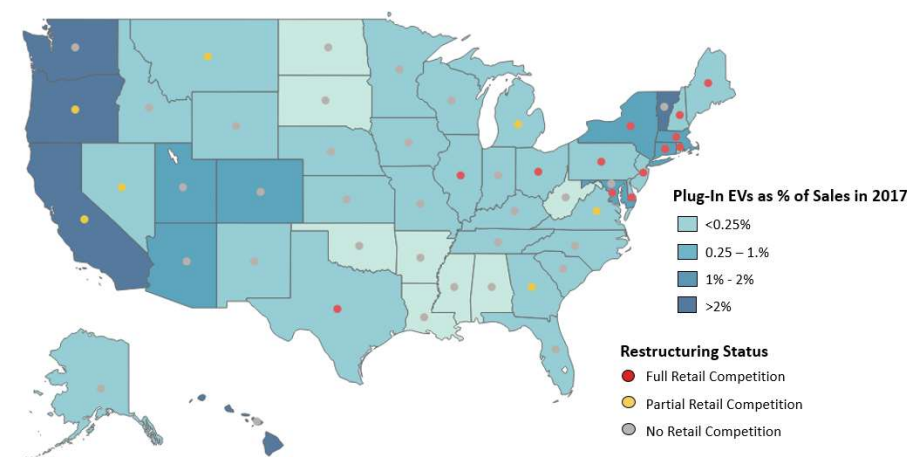 Plug-In EVs as % of Sales in 2017
<0.25%
0.25 – 1.%
1% - 2%
>2%
Restructuring Status
Full Retail Competition
Partial Retail Competition
No Retail Competition